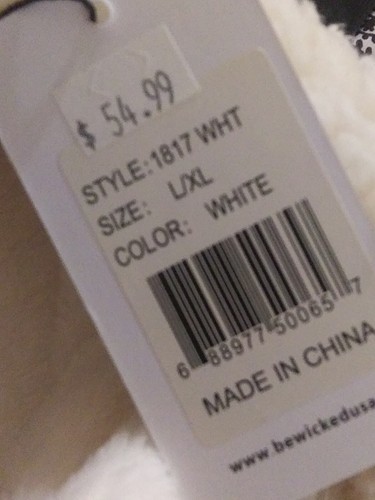 $ 54.99
STYLE: 1817 WHT
SIZE: L/XL
COLOR: WHITE
6 88977 50065 7
MADE IN CHINA
www.bewickedusa